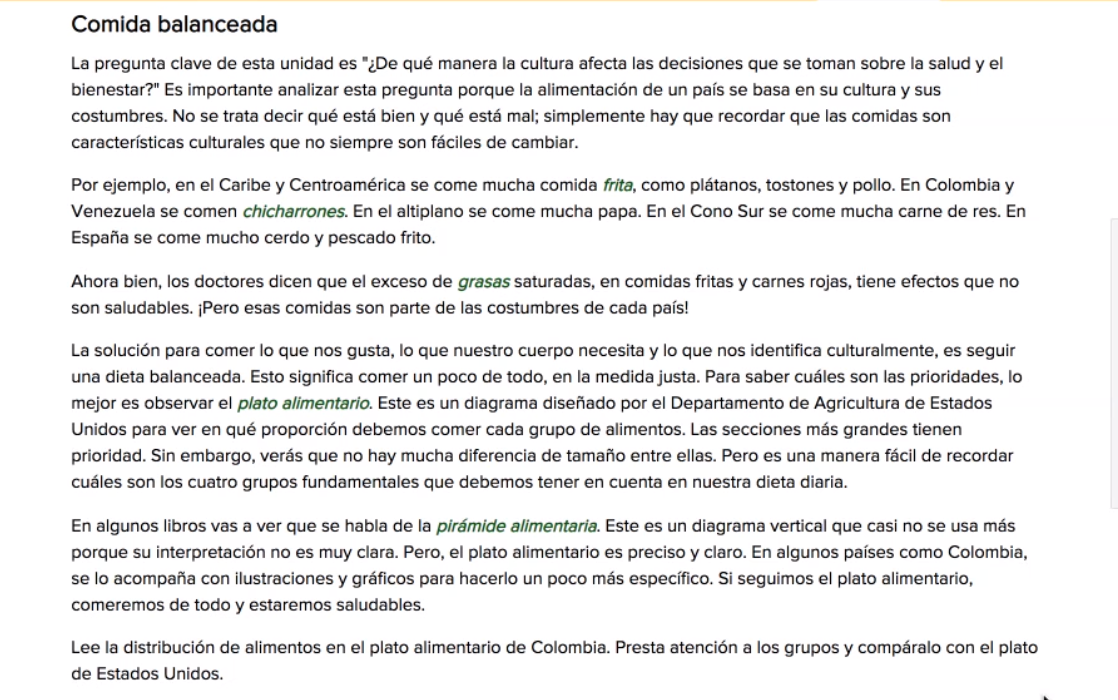 Comida balanceada
La pregunta clave de esta unidad es "¿De qué manera la cultura afecta las decisiones que se toman sobre la salud y el
bienestar?" Es importante analizar esta pregunta porque la alimentación de un país se basa en su cultura y sus
costumbres. No se trata decir qué está bien y qué está mal; simplemente hay que recordar que las comidas son
características culturales que no siempre son fáciles de cambiar.
Por ejemplo, en el Caribe y Centroamérica se come mucha comida frita, como plátanos, tostones y pollo. En Colombia y
Venezuela se comen chicharrones. En el altiplano se come mucha papa. En el Cono Sur se come mucha carne de res. En
España se come mucho cerdo y pescado frito.
Ahora bien, los doctores dicen que el exceso de grasas saturadas, en comidas fritas y carnes rojas, tiene efectos que no
son saludables. ¡Pero esas comidas son parte de las costumbres de cada país!
La solución para comer lo que nos gusta, lo que nuestro cuerpo necesita y lo que nos identifica culturalmente, es seguir
una dieta balanceada. Esto significa comer un poco de todo, en la medida justa. Para saber cuáles son las prioridades, lo
mejor es observar el plato alimentario. Este es un diagrama diseñado por el Departamento de Agricultura de Estados
Unidos para ver en qué proporción debemos comer cada grupo de alimentos. Las secciones más grandes tienen
prioridad. Sin embargo, verás que no hay mucha diferencia de tamaño entre ellas. Pero es una manera fácil de recordar
cuáles son los cuatro grupos fundamentales que debemos tener en cuenta en nuestra dieta diaria.
En algunos libros vas a ver que se habla de la pirámide alimentaria. Este es un diagrama vertical que casi no se usa más
porque su interpretación no es muy clara. Pero, el plato alimentario es preciso y claro. En algunos países como Colombia,
se lo acompaña con ilustraciones y gráficos para hacerlo un poco más específico. Si seguimos el plato alimentario,
comeremos de todo y estaremos saludables.
Lee la distribución de alimentos en el plato alimentario de Colombia. Presta atención a los grupos y compáralo con el plato
de Estados Unidos.